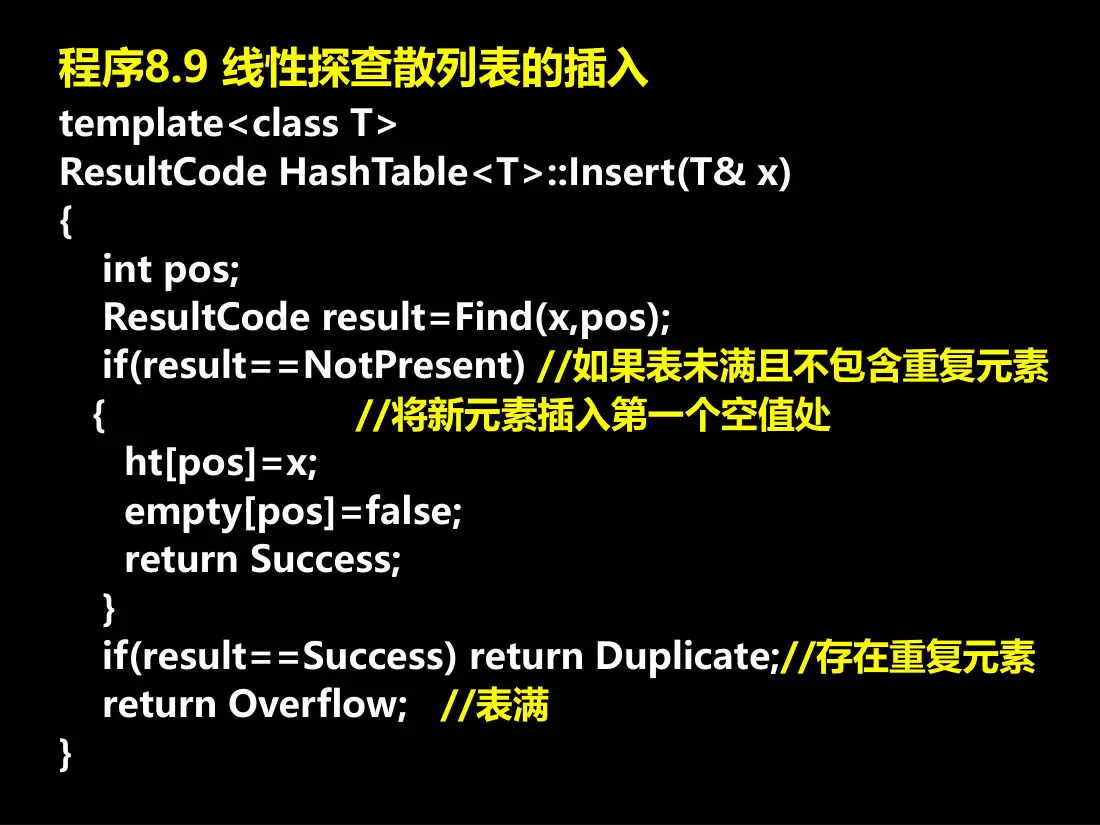 程序8.9 线性探查散列表的插入
template<class T>
ResultCode HashTable<T>::Insert(T& x)
{
int pos;
ResultCode result=Find(x,pos);
if(result==NotPresent) //如果表未满且不包含重复元素
{ //将新元素插入第一个空值处
ht[pos]=x;
empty[pos]=false;
return Success;
}
if(result==Success) return Duplicate;//存在重复元素
return Overflow; //表满
}